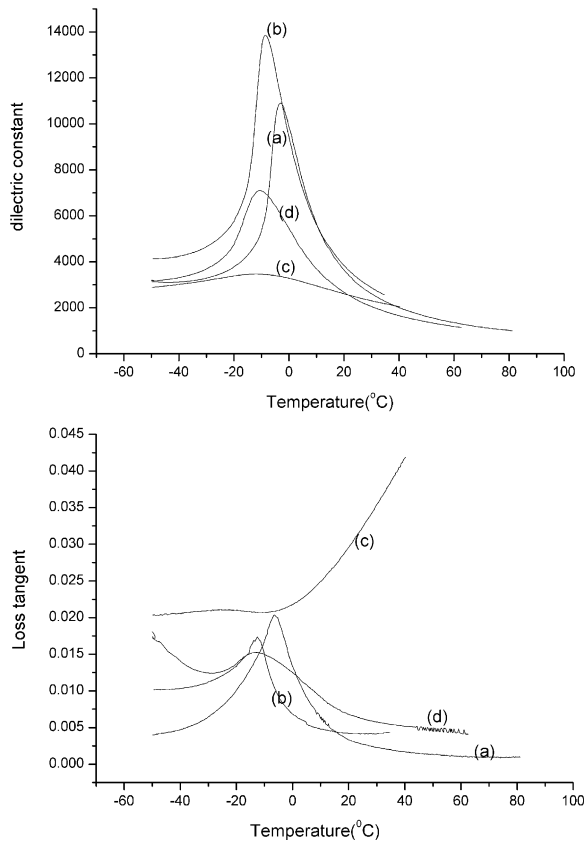 14000
12000
10000
8000
6000
4000
2000
0
dilectric constant
(b)
(a)
(d)
(c)
-60 -40 -20 0 20 40 60 80 100
Temperature(°C)
0.045
0.040
0.035
0.030
0.025
0.020
0.015
0.010
0.005
0.000
Loss tangent
(c)
(b)
(d)
(a)
-60 -40 -20 0 20 40 60 80 100
Temperature(°C)